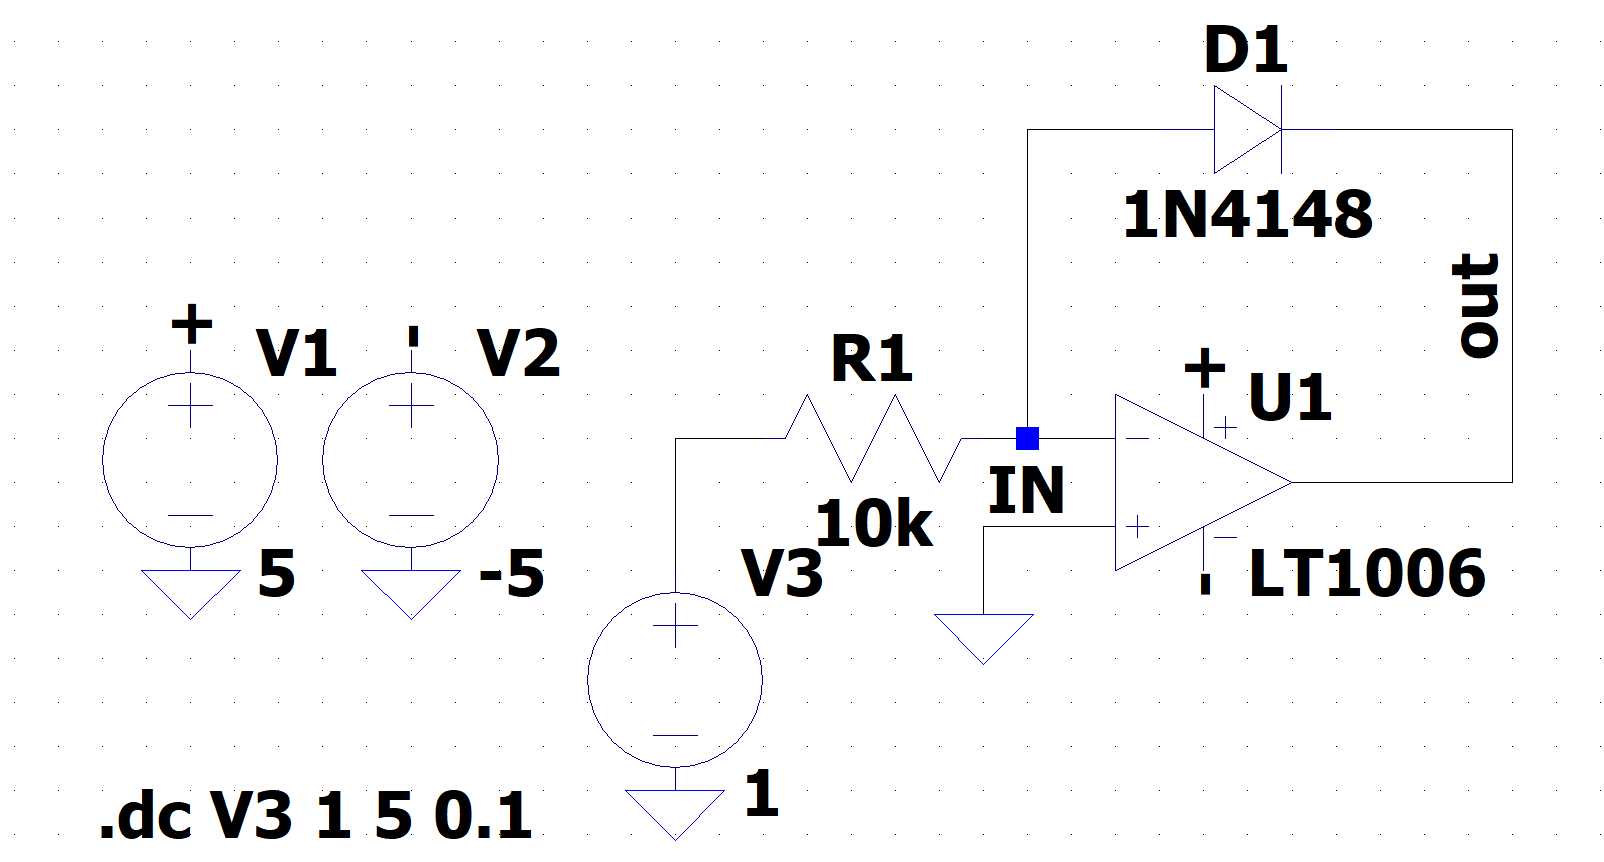 D1
1N4148
out
+
V1
-
V2
R1
+
U1
IN
10k
5
-5
V3
-
LT1006
1
.dc V3 1 5 0.1